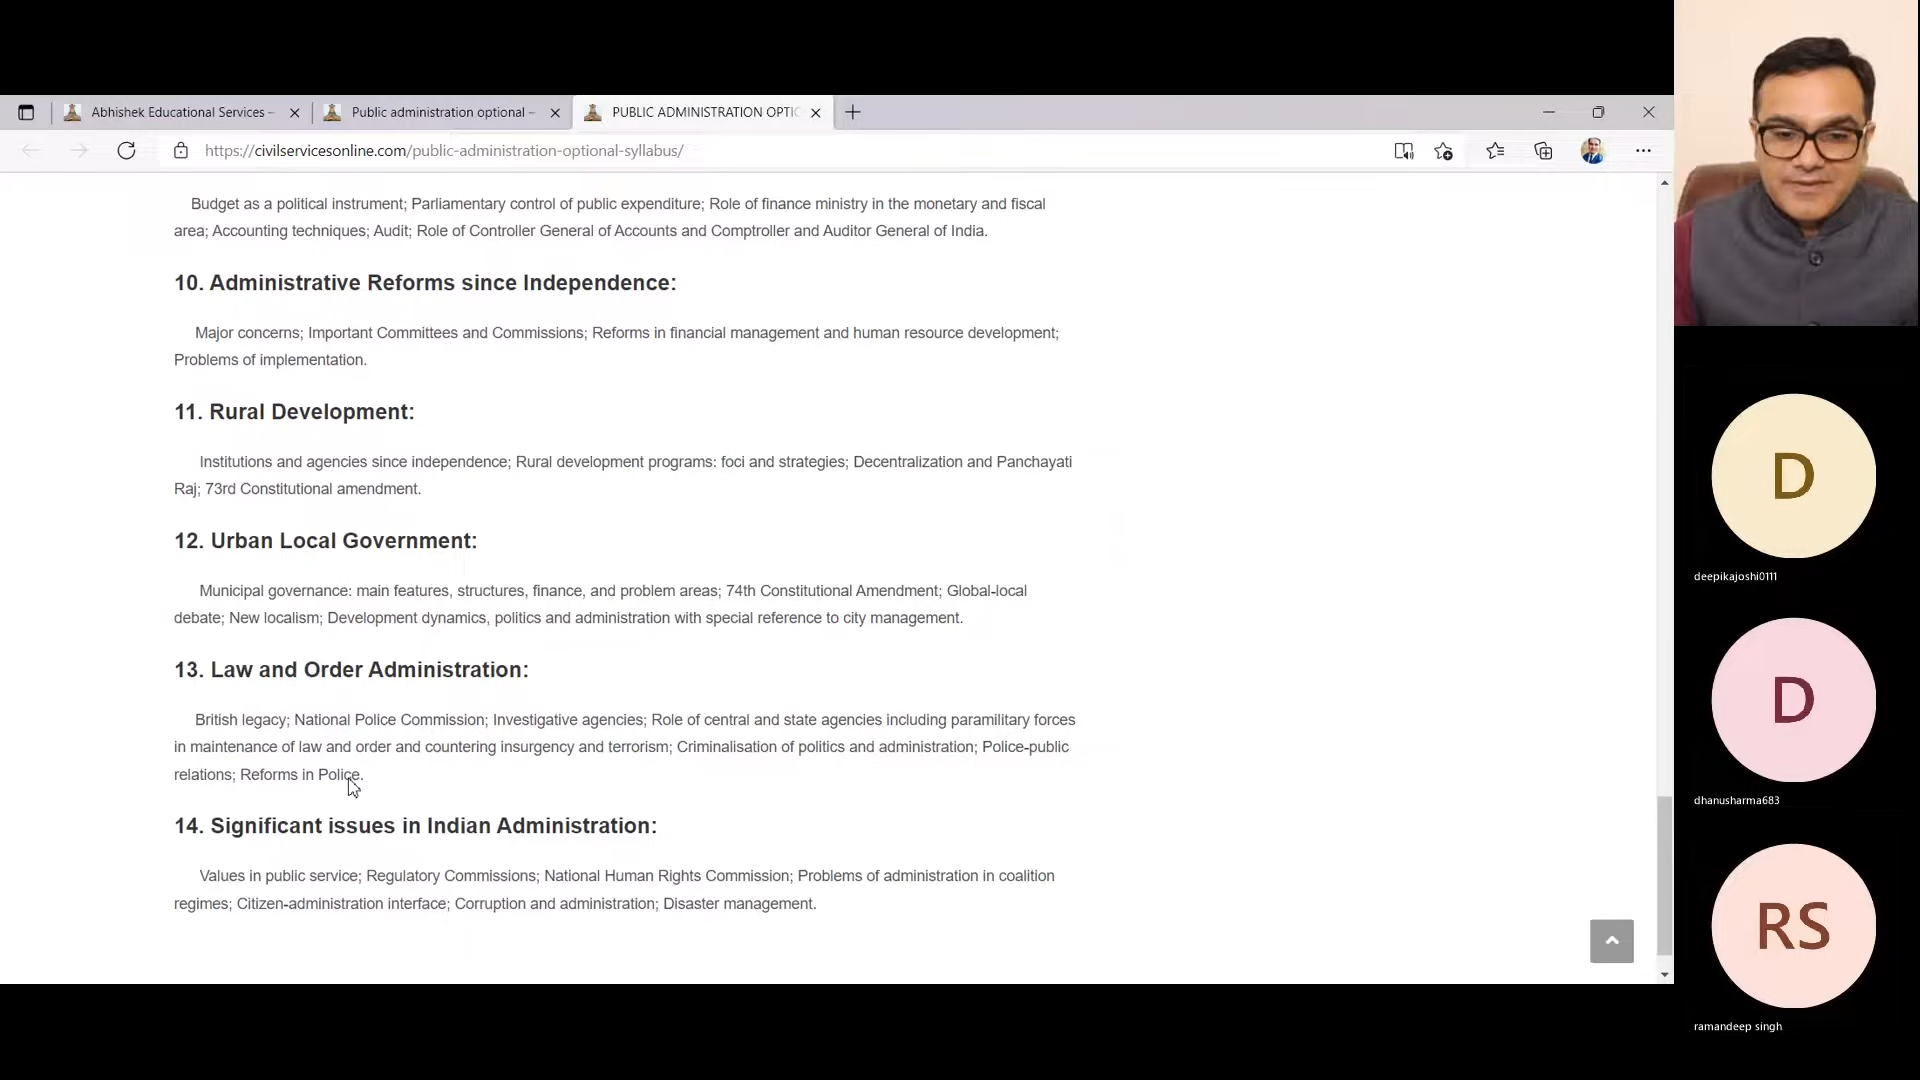 Abhishek Educational Services –
Public administration optional –
PUBLIC ADMINISTRATION OPTIC
https://civilservicesonline.com/public-administration-optional-syllabus/
Budget as a political instrument; Parliamentary control of public expenditure; Role of finance ministry in the monetary and fiscal
area; Accounting techniques; Audit; Role of Controller General of Accounts and Comptroller and Auditor General of India.
10. Administrative Reforms since Independence:
Major concerns; Important Committees and Commissions; Reforms in financial management and human resource development;
Problems of implementation.
11. Rural Development:
Institutions and agencies since independence; Rural development programs: foci and strategies; Decentralization and Panchayati
Raj; 73rd Constitutional amendment.
12. Urban Local Government:
Municipal governance: main features, structures, finance, and problem areas; 74th Constitutional Amendment; Global-local
debate; New localism; Development dynamics, politics and administration with special reference to city management.
13. Law and Order Administration:
British legacy; National Police Commission; Investigative agencies; Role of central and state agencies including paramilitary forces
in maintenance of law and order and countering insurgency and terrorism; Criminalisation of politics and administration; Police-public
relations; Reforms in Police.
14. Significant issues in Indian Administration:
Values in public service; Regulatory Commissions; National Human Rights Commission; Problems of administration in coalition
regimes; Citizen-administration interface; Corruption and administration; Disaster management.
D
deepikajoshi0111
D
dhanusharma683
RS
ramandeep singh